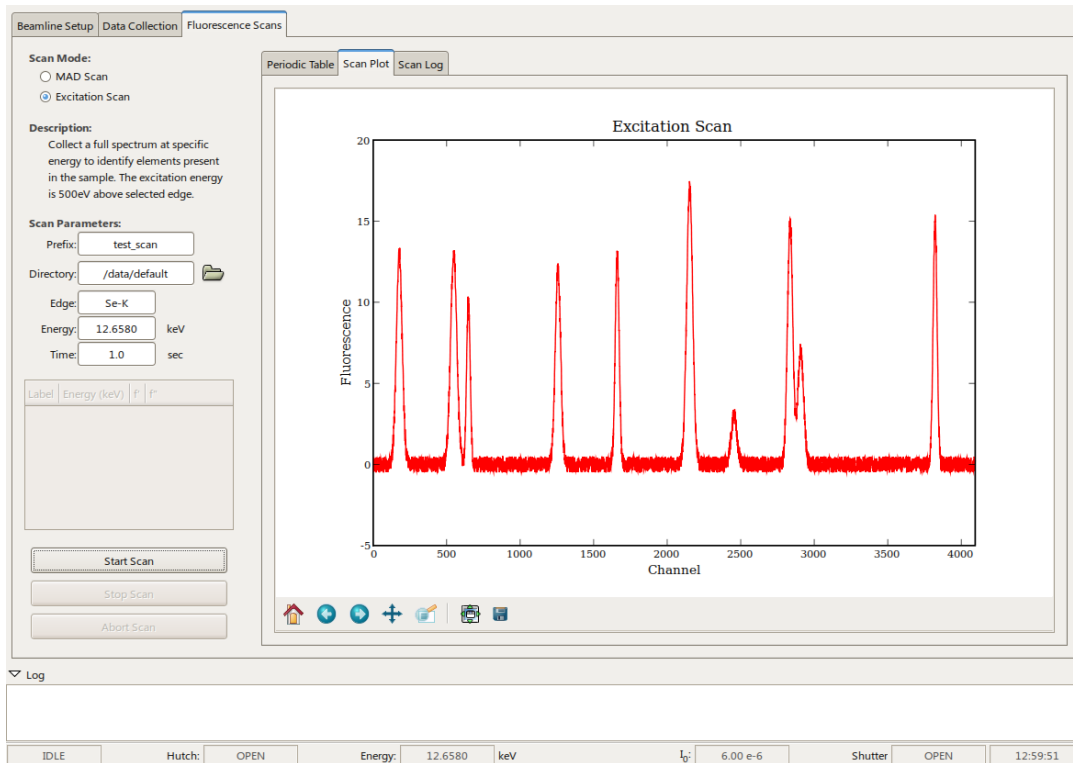 Beamline Setup Data Collection Fluorescence Scans
Scan Mode:
MAD Scan
Excitation Scan
Description:
Collect a full spectrum at specific
energy to identify elements present
in the sample. The excitation energy
is 500eV above selected edge.
Scan Parameters:
Prefix: test_scan
Directory: /data/default
Edge: Se-K
Energy: 12.6580 keV
Time: 1.0 sec
Label Energy (keV) f' f"
Start Scan
Stop Scan
Abort Scan
Periodic Table Scan Plot Scan Log
Excitation Scan
Fluorescence
20
15
10
5
0
-5
0 500 1000 1500 2000 2500 3000 3500 4000
Channel
Log
IDLE Hutch: OPEN Energy: 12.6580 keV I0: 6.00 e-6 Shutter OPEN 12:59:51